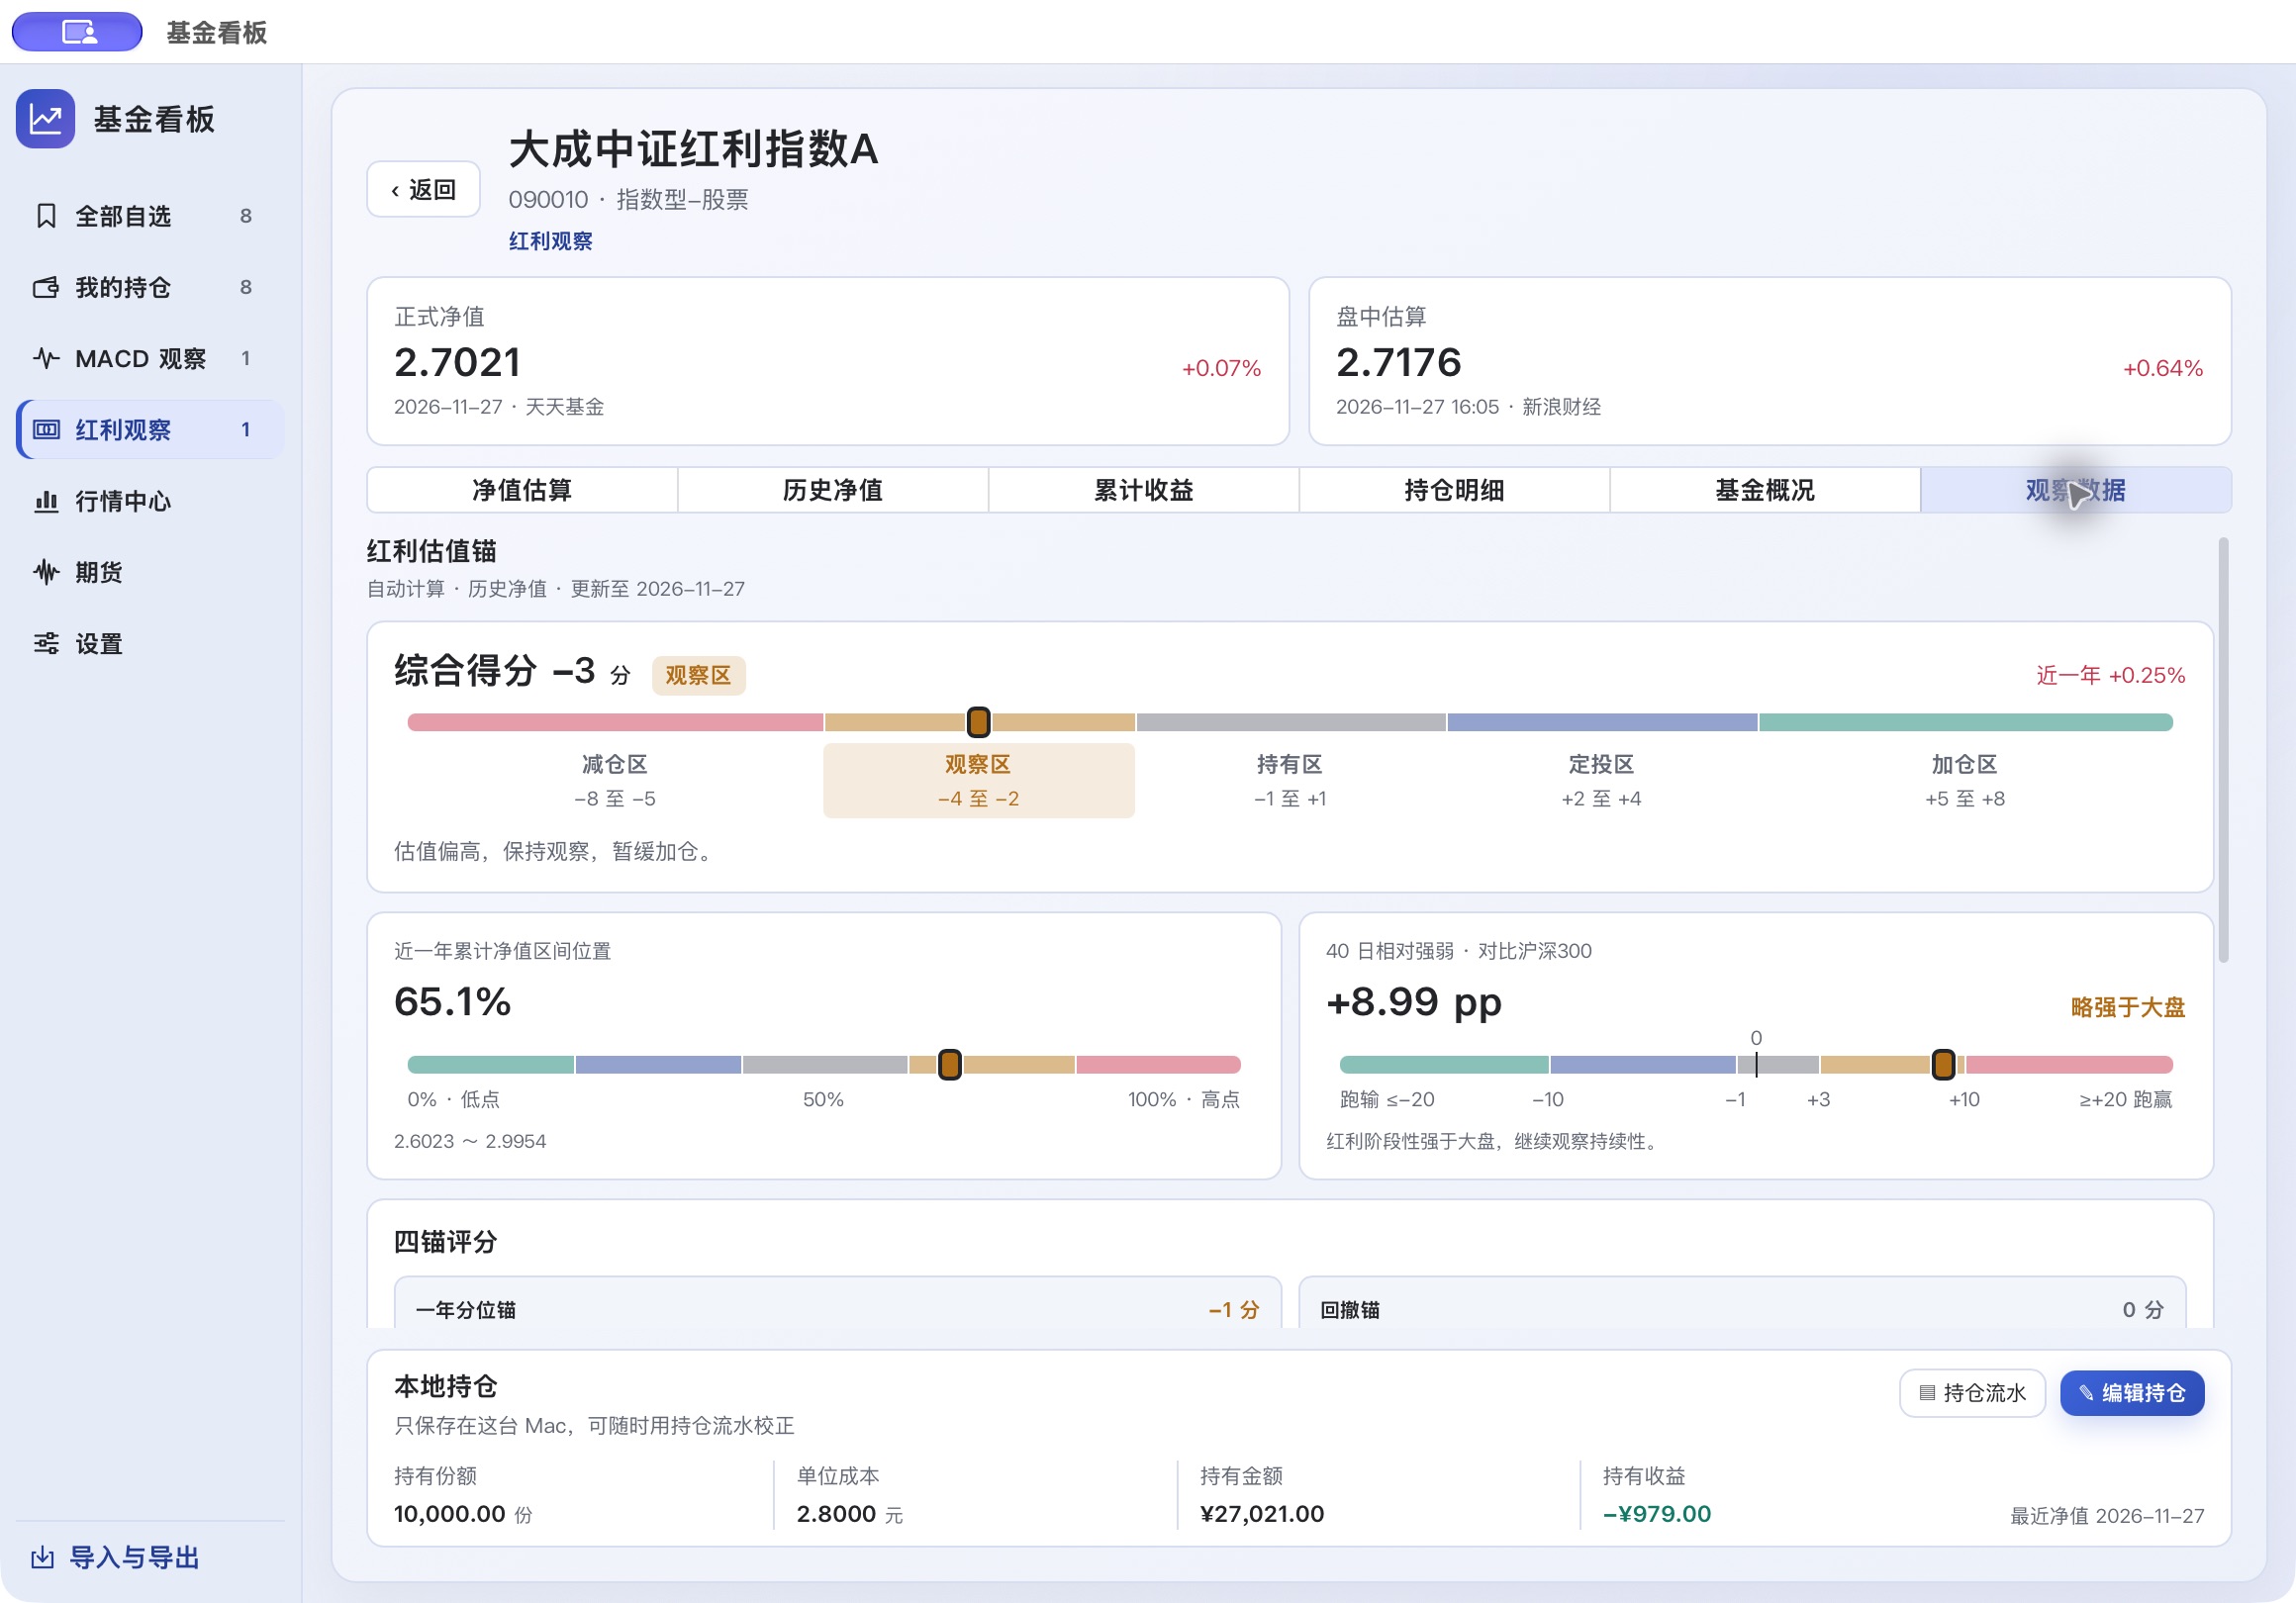 基金看板
基金看板
全部自选 8
我的持仓 8
MACD 观察 1
红利观察 1
行情中心
期货
设置
导入与导出
‹ 返回
大成中证红利指数A
090010 · 指数型-股票
红利观察
正式净值
2.7021 +0.07%
2026-11-27 · 天天基金
盘中估算
2.7176 +0.64%
2026-11-27 16:05 · 新浪财经
净值估算 历史净值 累计收益 持仓明细 基金概况 观察数据
红利估值锚
自动计算 · 历史净值 · 更新至 2026-11-27
综合得分 -3 分 观察区 近一年 +0.25%
减仓区 观察区 持有区 定投区 加仓区
-8 至 -5 -4 至 -2 -1 至 +1 +2 至 +4 +5 至 +8
估值偏高，保持观察，暂缓加仓。
近一年累计净值区间位置
65.1%
0% · 低点 50% 100% · 高点
2.6023 ～ 2.9954
40 日相对强弱 · 对比沪深300
+8.99 pp 略强于大盘
0
跑输 ≤-20 -10 -1 +3 +10 ≥+20 跑赢
红利阶段性强于大盘，继续观察持续性。
四锚评分
一年分位锚 -1 分
回撤锚 0 分
本地持仓
只保存在这台 Mac，可随时用持仓流水校正
持仓流水 编辑持仓
持有份额 单位成本 持有金额 持有收益
10,000.00 份 2.8000 元 ¥27,021.00 -¥979.00 最近净值 2026-11-27